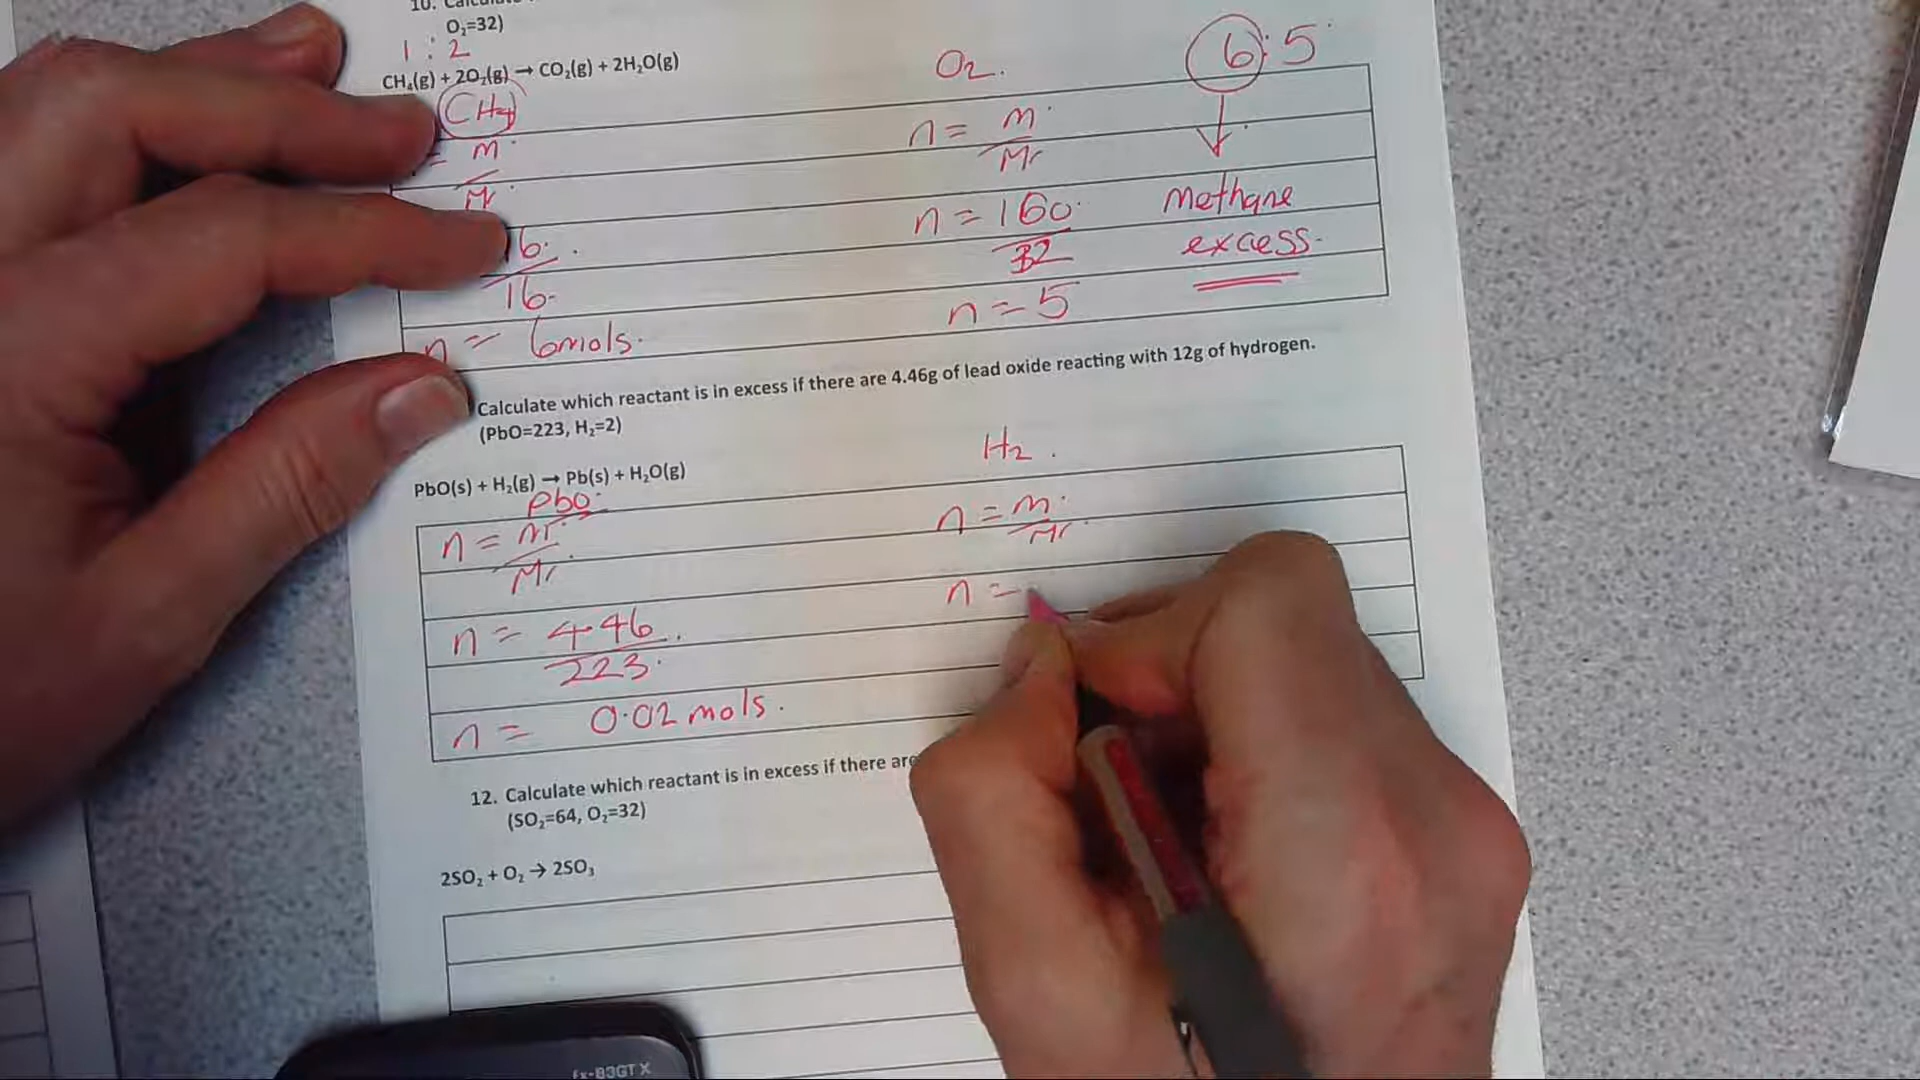 10. Calculate
O₂=32)
1 : 2
CH₄(g) + 2O₂(g) → CO₂(g) + 2H₂O(g)
CH4
= m
Mr
16.
n = 6mols.
O2.
n = m
Mr
n = 160
32
n = 5
6:5
Methane
excess.
Calculate which reactant is in excess if there are 4.46g of lead oxide reacting with 12g of hydrogen.
(PbO=223, H₂=2)
PbO(s) + H₂(g) → Pb(s) + H₂O(g)
PbO.
n = m
Mr
n = 4.46
223.
n = 0.02 mols.
H2.
n = m
Mr
n =
12. Calculate which reactant is in excess if there are
(SO₂=64, O₂=32)
2SO₂ + O₂ → 2SO₃
fx-83GT X